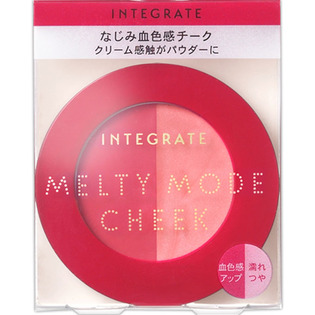 INTEGRATE
なじみ血色感チーク
クリーム感触がパウダーに
INTEGRATE
MELTY MODE
CHEEK
血色感
アップ
濡れ
つや